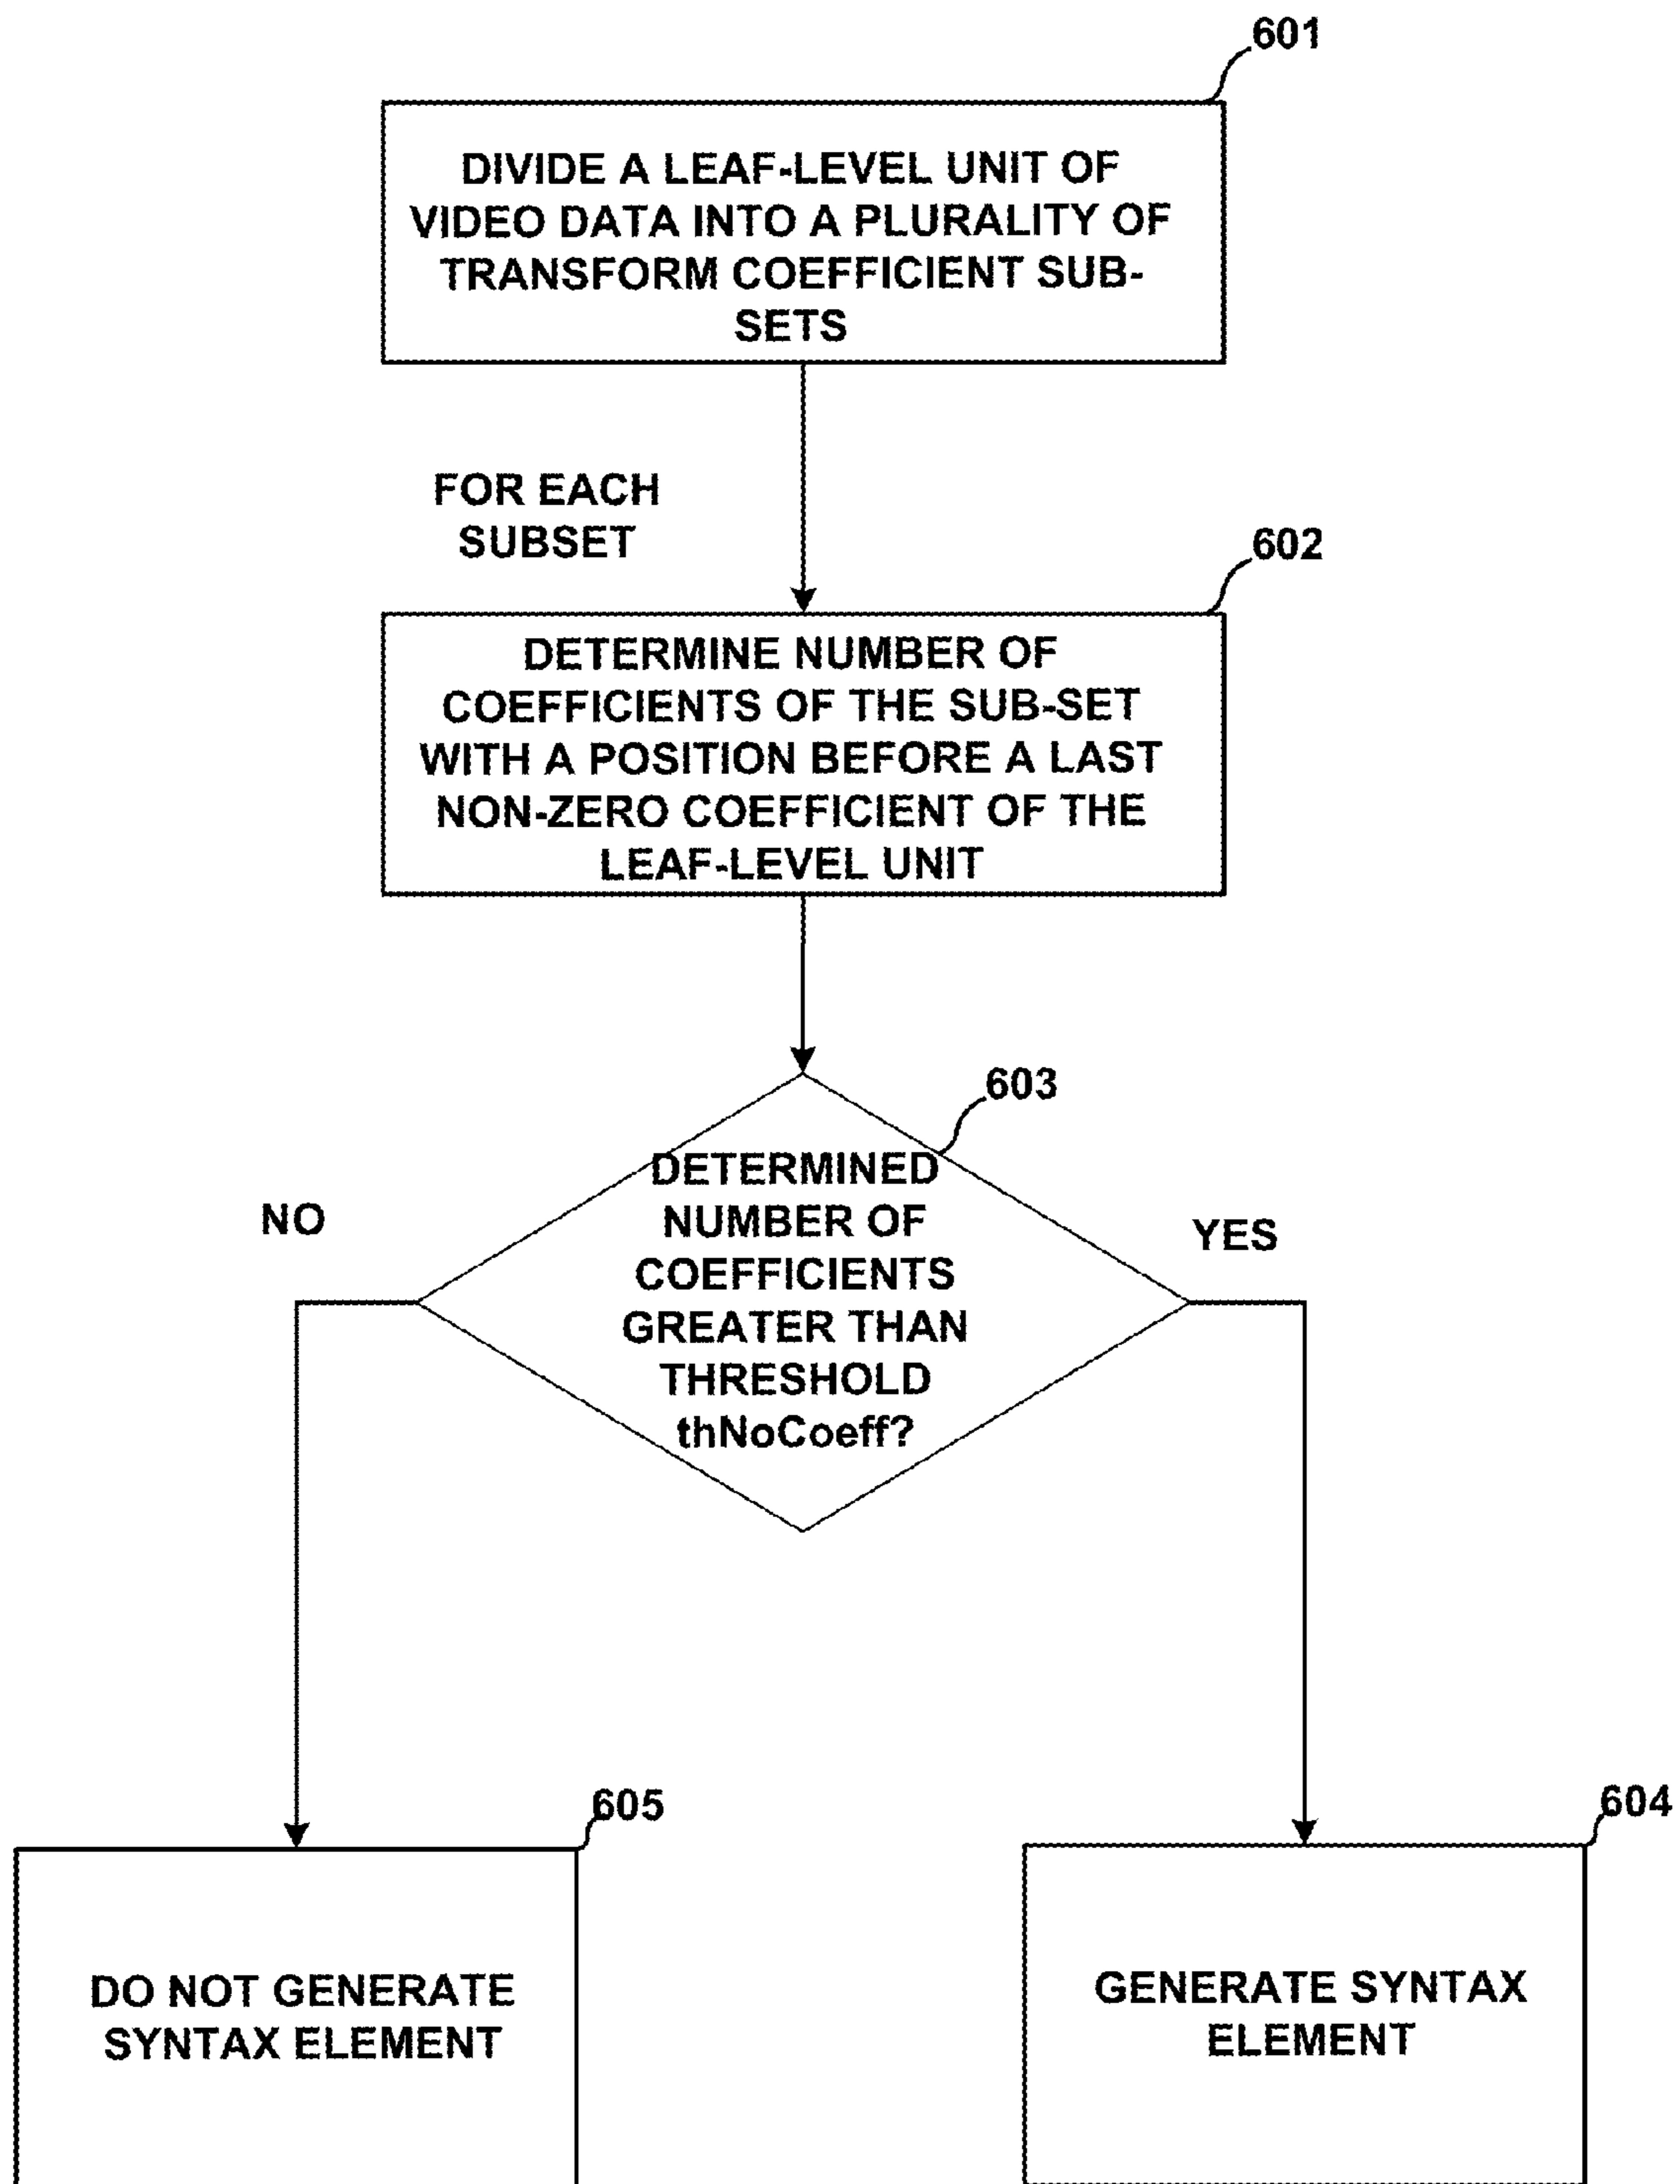 601
DIVIDE A LEAF-LEVEL UNIT OF
VIDEO DATA INTO A PLURALITY OF
TRANSFORM COEFFICIENT SUB-
SETS
FOR EACH
SUBSET
602
DETERMINE NUMBER OF
COEFFICIENTS OF THE SUB-SET
WITH A POSITION BEFORE A LAST
NON-ZERO COEFFICIENT OF THE
LEAF-LEVEL UNIT
603
DETERMINED
NUMBER OF
COEFFICIENTS
GREATER THAN
THRESHOLD
thNoCoeff?
NO
YES
605
DO NOT GENERATE
SYNTAX ELEMENT
604
GENERATE SYNTAX
ELEMENT